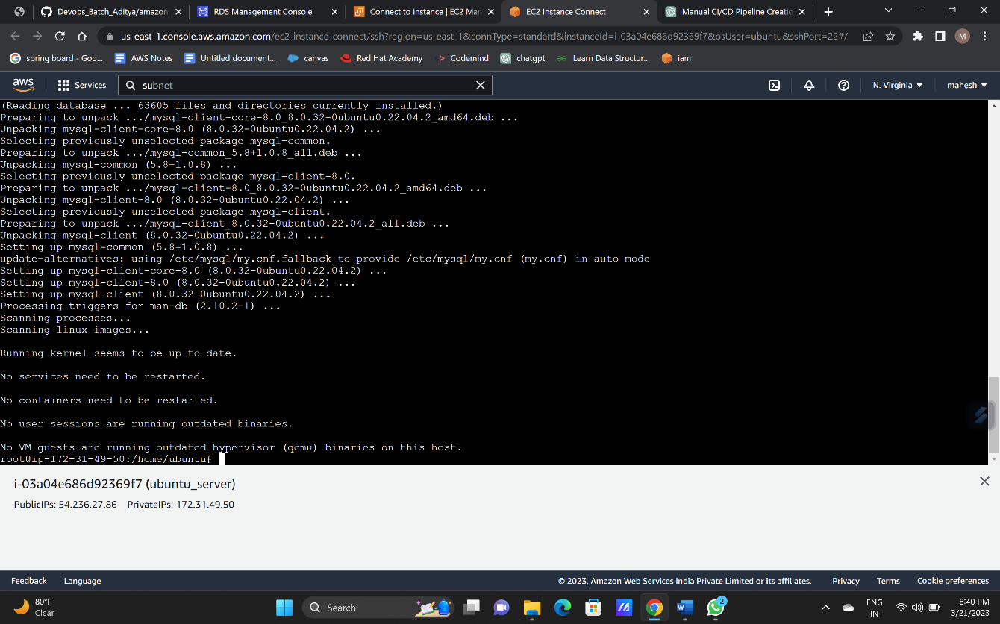 Devops_Batch_Aditya/amazon
RDS Management Console
Connect to instance | EC2 Man
EC2 Instance Connect
Manual CI/CD Pipeline Creatio
us-east-1.console.aws.amazon.com/ec2-instance-connect/ssh?region=us-east-1&connType=standard&instanceId=i-03a04e686d92369f7&osUser=ubuntu&sshPort=22#/
M
spring board - Goo...
AWS Notes
Untitled document...
canvas
Red Hat Academy
Codemind
chatgpt
Learn Data Structur...
iam
aws
Services
subnet
N. Virginia
mahesh
(Reading database ... 63605 files and directories currently installed.)
Preparing to unpack .../mysql-client-core-8.0_8.0.32-0ubuntu0.22.04.2_amd64.deb ...
Unpacking mysql-client-core-8.0 (8.0.32-0ubuntu0.22.04.2) ...
Selecting previously unselected package mysql-common.
Preparing to unpack .../mysql-common_5.8+1.0.8_all.deb ...
Unpacking mysql-common (5.8+1.0.8) ...
Selecting previously unselected package mysql-client-8.0.
Preparing to unpack .../mysql-client-8.0_8.0.32-0ubuntu0.22.04.2_amd64.deb ...
Unpacking mysql-client-8.0 (8.0.32-0ubuntu0.22.04.2) ...
Selecting previously unselected package mysql-client.
Preparing to unpack .../mysql-client_8.0.32-0ubuntu0.22.04.2_all.deb ...
Unpacking mysql-client (8.0.32-0ubuntu0.22.04.2) ...
Setting up mysql-common (5.8+1.0.8) ...
update-alternatives: using /etc/mysql/my.cnf.fallback to provide /etc/mysql/my.cnf (my.cnf) in auto mode
Setting up mysql-client-core-8.0 (8.0.32-0ubuntu0.22.04.2) ...
Setting up mysql-client-8.0 (8.0.32-0ubuntu0.22.04.2) ...
Setting up mysql-client (8.0.32-0ubuntu0.22.04.2) ...
Processing triggers for man-db (2.10.2-1) ...
Scanning processes...
Scanning linux images...
Running kernel seems to be up-to-date.
No services need to be restarted.
No containers need to be restarted.
No user sessions are running outdated binaries.
No VM guests are running outdated hypervisor (qemu) binaries on this host.
root@ip-172-31-49-50:/home/ubuntu#
i-03a04e686d92369f7 (ubuntu_server)
PublicIPs: 54.236.27.86 PrivateIPs: 172.31.49.50
Feedback
Language
© 2023, Amazon Web Services India Private Limited or its affiliates.
Privacy
Terms
Cookie preferences
80°F
Clear
Search
2
ENG
IN
8:40 PM
3/21/2023